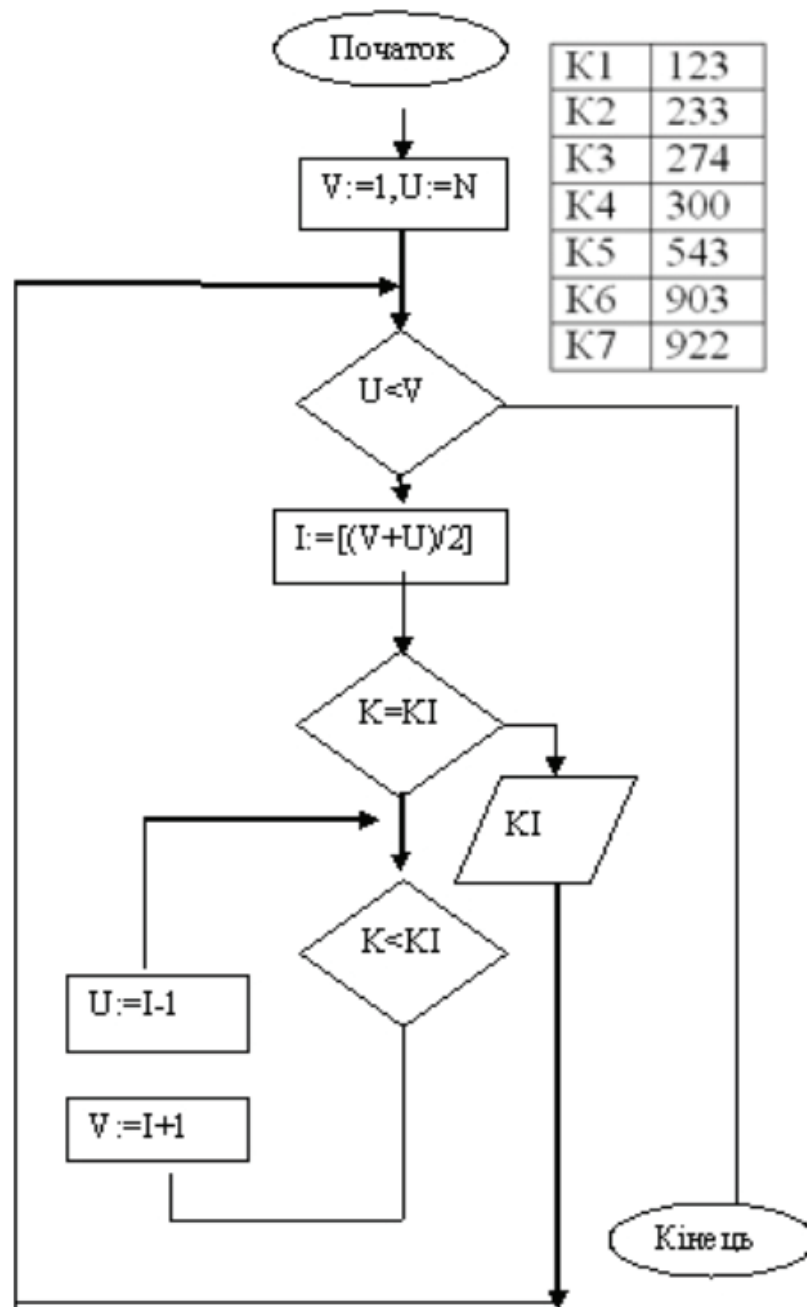 Початок
K1 123
K2 233
K3 274
K4 300
K5 543
K6 903
K7 922
V:=1,U:=N
U<V
I:=[(V+U)/2]
K=KI
KI
K<KI
U:=I-1
V:=I+1
Кінець